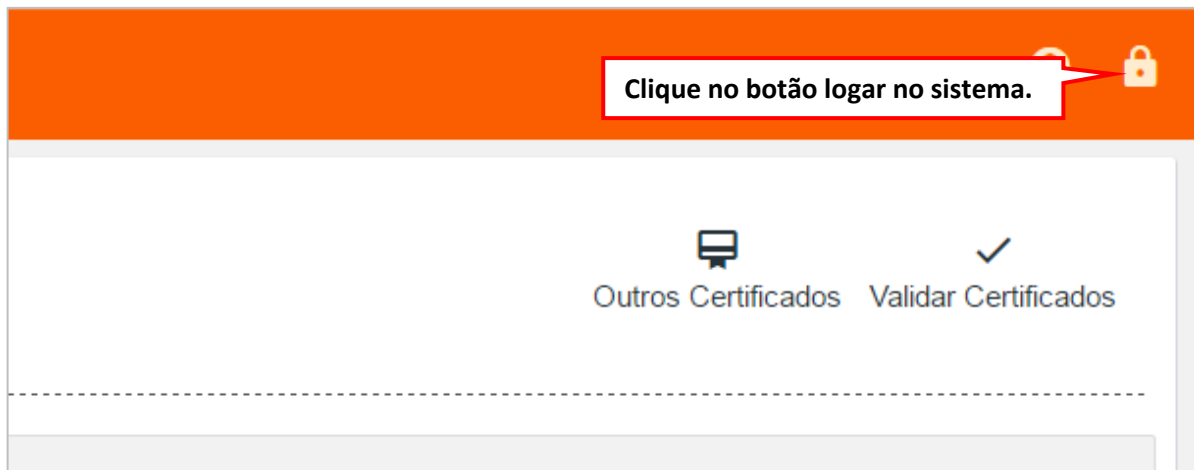 Clique no botão logar no sistema.
Outros Certificados Validar Certificados